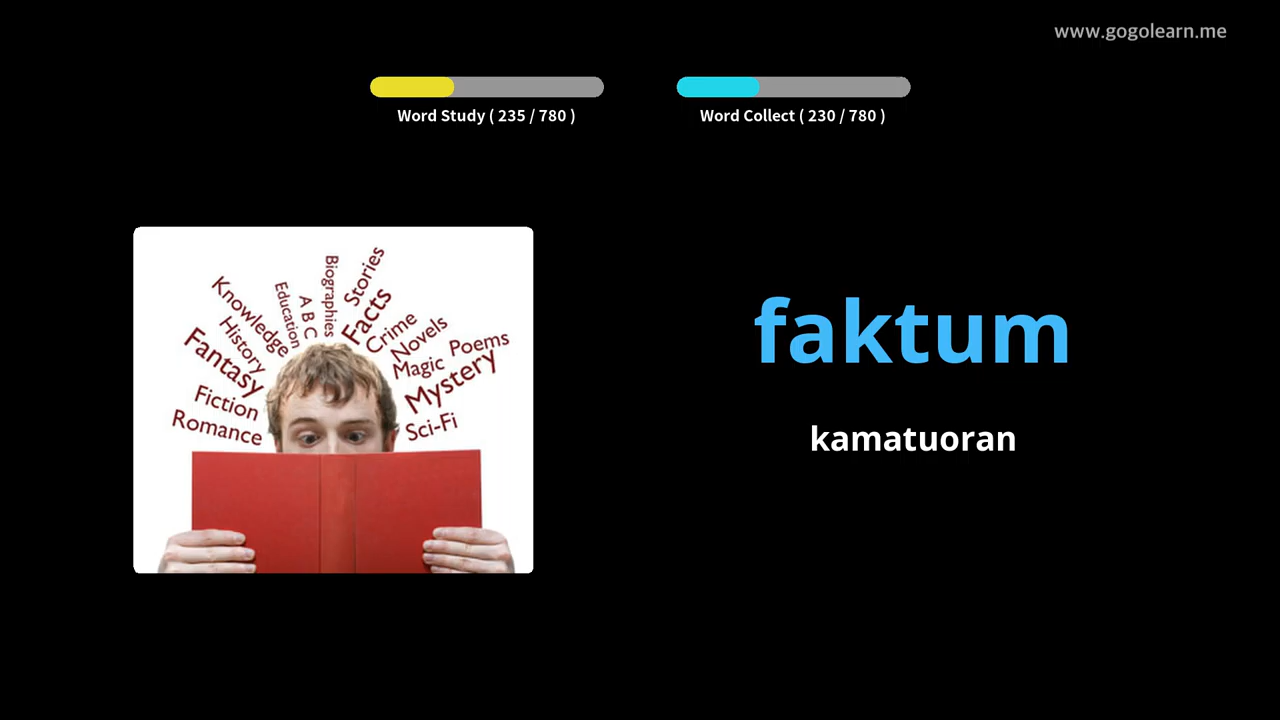 www.gogolearn.me
Word Study ( 235 / 780 )
Word Collect ( 230 / 780 )
faktum
kamatuoran
Knowledge
History
Fantasy
Fiction
Romance
Education
A B C
Biographies
Stories
Facts
Crime
Novels
Magic
Poems
Mystery
Sci-Fi